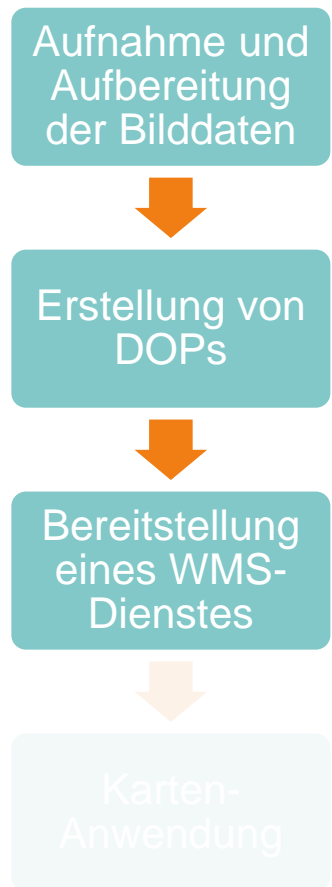 Aufnahme und
Aufbereitung
der Bilddaten
Erstellung von
DOPs
Bereitstellung
eines WMS-
Dienstes
Karten-
Anwendung